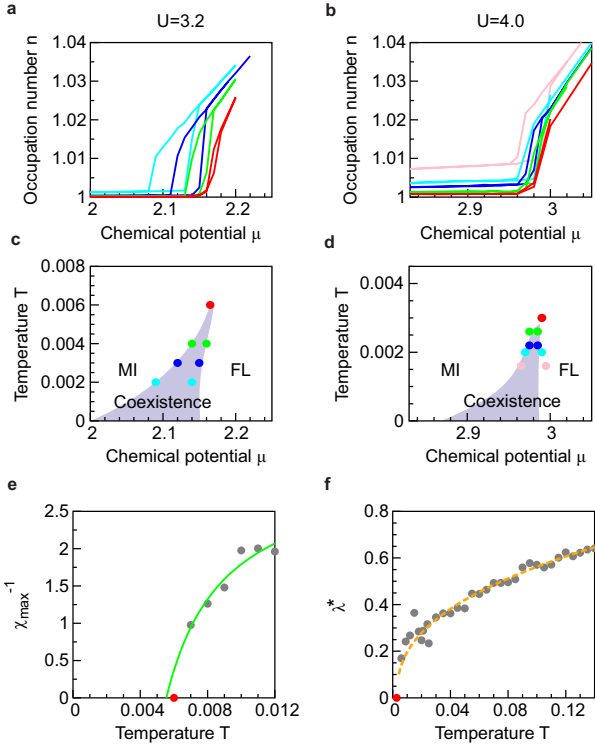 a U=3.2
Occupation number n
1.04
1.03
1.02
1.01
1
2 2.1 2.2
Chemical potential μ
b U=4.0
Occupation number n
1.04
1.03
1.02
1.01
1
2.9 3
Chemical potential μ
c
Temperature T
0.008
0.006
0.004
0.002
0
MI FL
Coexistence
2 2.1 2.2
Chemical potential μ
d
Temperature T
0.004
0.002
0
MI FL
Coexistence
2.9 3
Chemical potential μ
e
χmax⁻¹
2.5
2
1.5
1
0.5
0
0 0.004 0.008 0.012
Temperature T
f
λ*
0.8
0.6
0.4
0.2
0
0 0.04 0.08 0.12
Temperature T